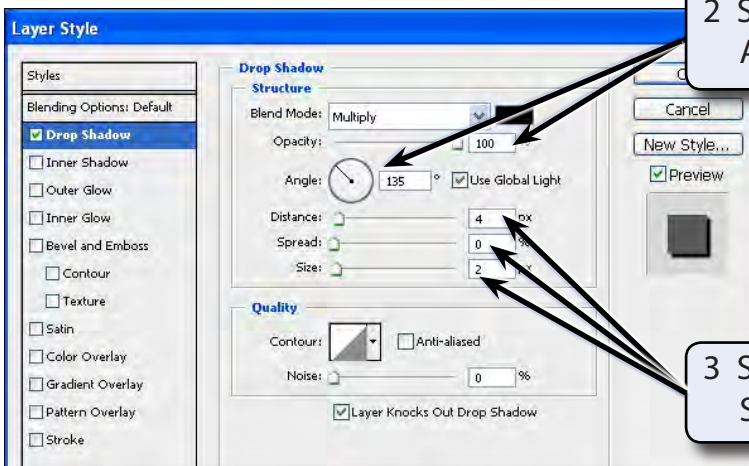 Layer Style
2 S
A
Styles
Blending Options: Default
Drop Shadow
Inner Shadow
Outer Glow
Inner Glow
Bevel and Emboss
Contour
Texture
Satin
Color Overlay
Gradient Overlay
Pattern Overlay
Stroke
Drop Shadow
Structure
Blend Mode: Multiply
Opacity: 100
Angle: 135 ° Use Global Light
Distance: 4 px
Spread: 0 %
Size: 2 px
Quality
Contour: Anti-aliased
Noise: 0 %
Layer Knocks Out Drop Shadow
Cancel
New Style...
Preview
3 S
S